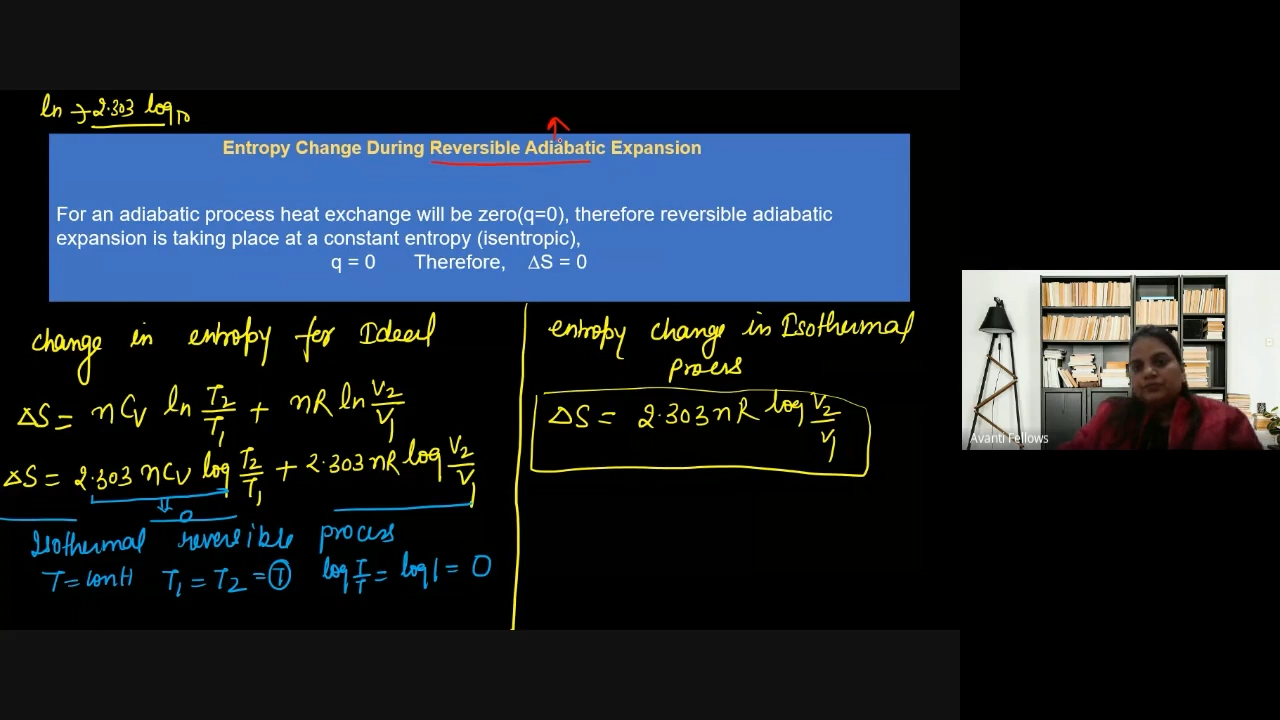 ln → 2.303 log₁₀
Entropy Change During Reversible Adiabatic Expansion
For an adiabatic process heat exchange will be zero(q=0), therefore reversible adiabatic
expansion is taking place at a constant entropy (isentropic),
q = 0 Therefore, ΔS = 0
change in entropy for Ideal
ΔS = nCv ln T₂/T₁ + nR ln V₂/V₁
ΔS = 2.303 nCv log T₂/T₁ + 2.303 nR log V₂/V₁
⇓ 0
Isothermal reversible process
T = const T₁ = T₂ = T log T/T = log 1 = 0
entropy change in Isothermal
Process
ΔS = 2.303 nR log V₂/V₁
Avanti Fellows